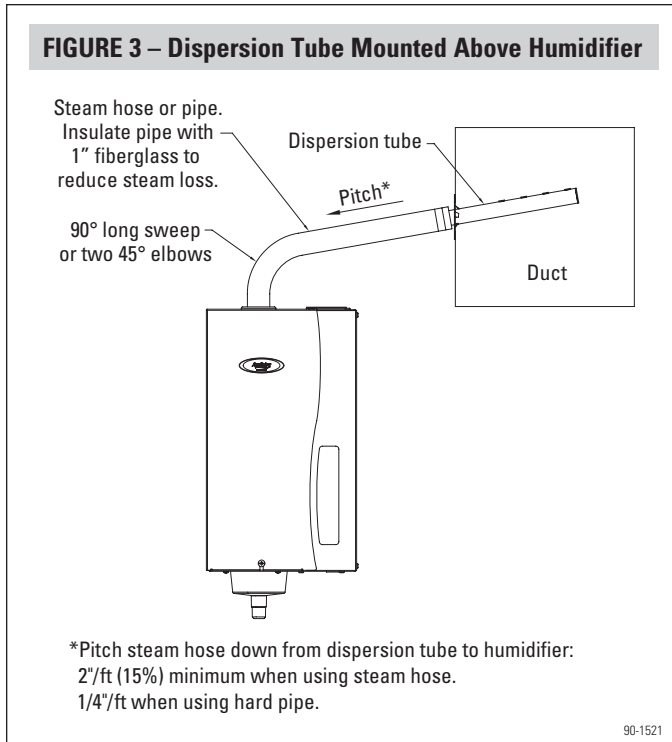 FIGURE 3 – Dispersion Tube Mounted Above Humidifier
Steam hose or pipe.
Insulate pipe with
1” fiberglass to
reduce steam loss.
Dispersion tube
Pitch*
90° long sweep
or two 45° elbows
Duct
*Pitch steam hose down from dispersion tube to humidifier:
2"/ft (15%) minimum when using steam hose.
1/4"/ft when using hard pipe.
90-1521